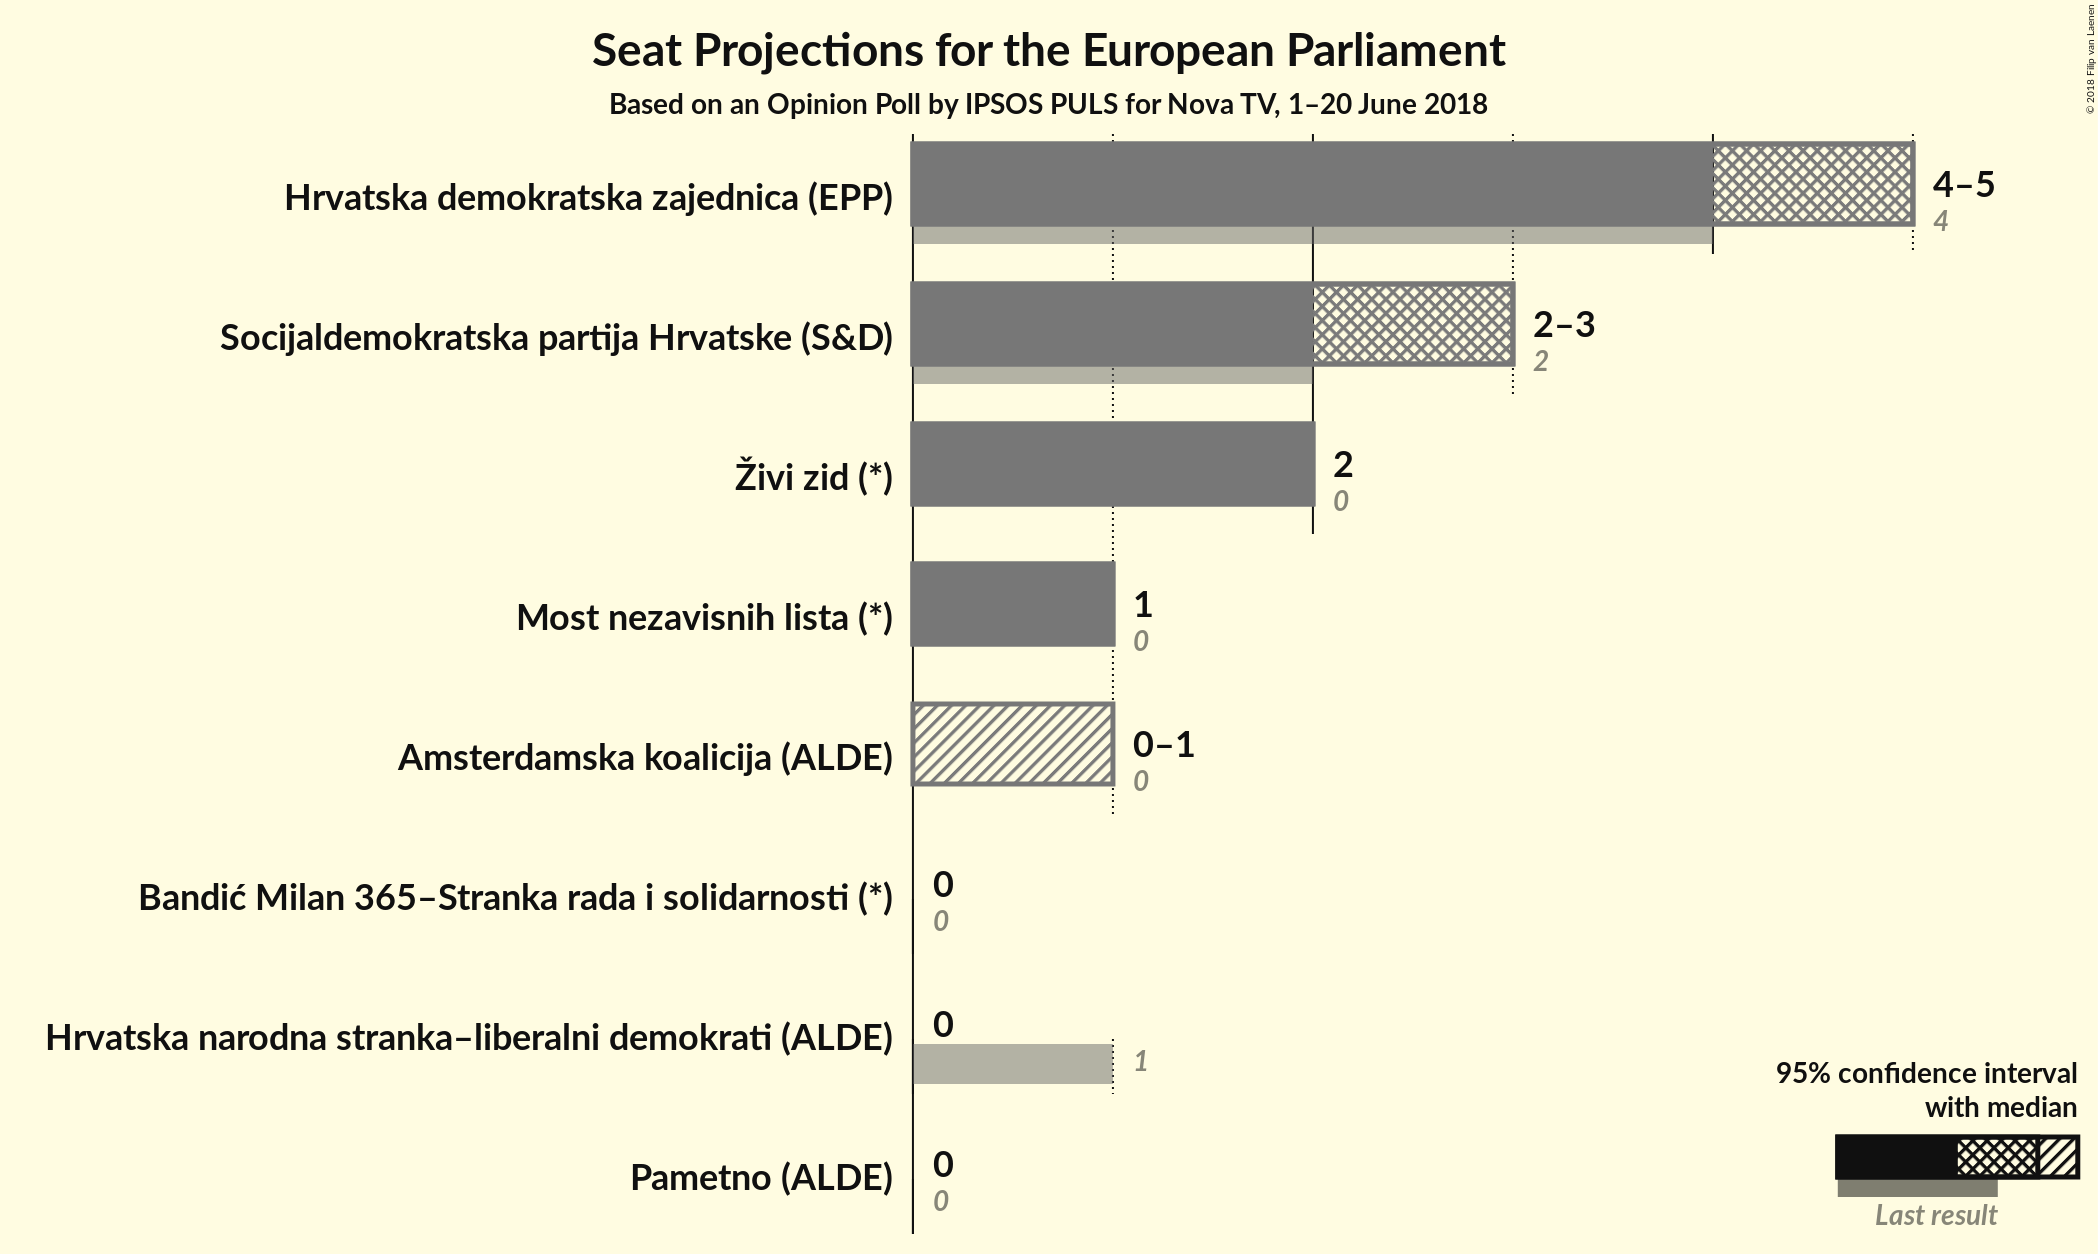 Seat Projections for the European Parliament
Based on an Opinion Poll by IPSOS PULS for Nova TV, 1–20 June 2018
© 2018 Filip van Laenen
Hrvatska demokratska zajednica (EPP)
4–5
4
Socijaldemokratska partija Hrvatske (S&D)
2–3
2
Živi zid (*)
2
0
Most nezavisnih lista (*)
1
0
Amsterdamska koalicija (ALDE)
0–1
0
Bandić Milan 365–Stranka rada i solidarnosti (*)
0
0
Hrvatska narodna stranka–liberalni demokrati (ALDE)
0
1
Pametno (ALDE)
0
0
95% confidence interval
with median
Last result